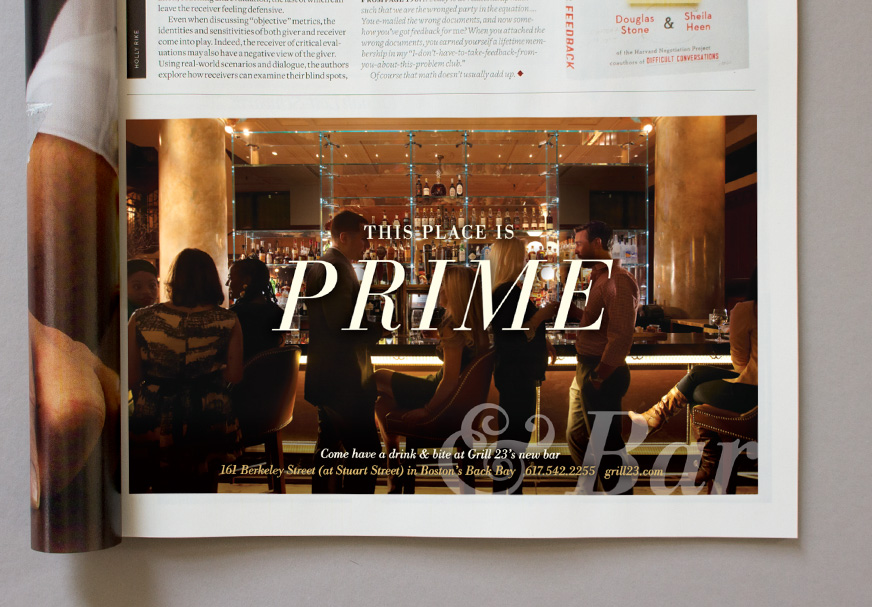 leave the receiver feeling defensive.
Even when discussing "objective" metrics, the
identities and sensitivities of both giver and receiver
come into play. Indeed, the receiver of critical eval-
uations may also have a negative view of the giver.
Using real-world scenarios and dialogue, the authors
explore how receivers can examine their blind spots,
HOLLY RIKE
such that we are the wronged party in the equation ...
You e-mailed the wrong documents, and now some-
how you've got feedback for me? When you attached the
wrong documents, you earned yourself a lifetime mem-
bership in my "I-don't-have-to-take-feedback-from-
you-about-this-problem club."
Of course that math doesn't usually add up.
FEEDBACK
Douglas Stone & Sheila Heen
of the Harvard Negotiation Project
coauthors of DIFFICULT CONVERSATIONS
THIS PLACE IS
PRIME
& Bar
Come have a drink & bite at Grill 23's new bar
161 Berkeley Street (at Stuart Street) in Boston's Back Bay 617.542.2255 grill23.com